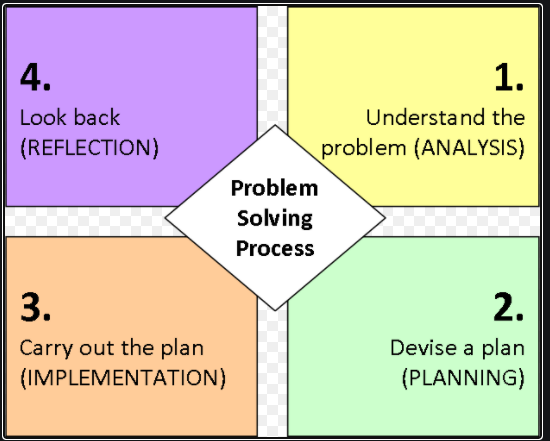 4.
Look back
(REFLECTION)
1.
Understand the
problem (ANALYSIS)
Problem
Solving
Process
3.
Carry out the plan
(IMPLEMENTATION)
2.
Devise a plan
(PLANNING)